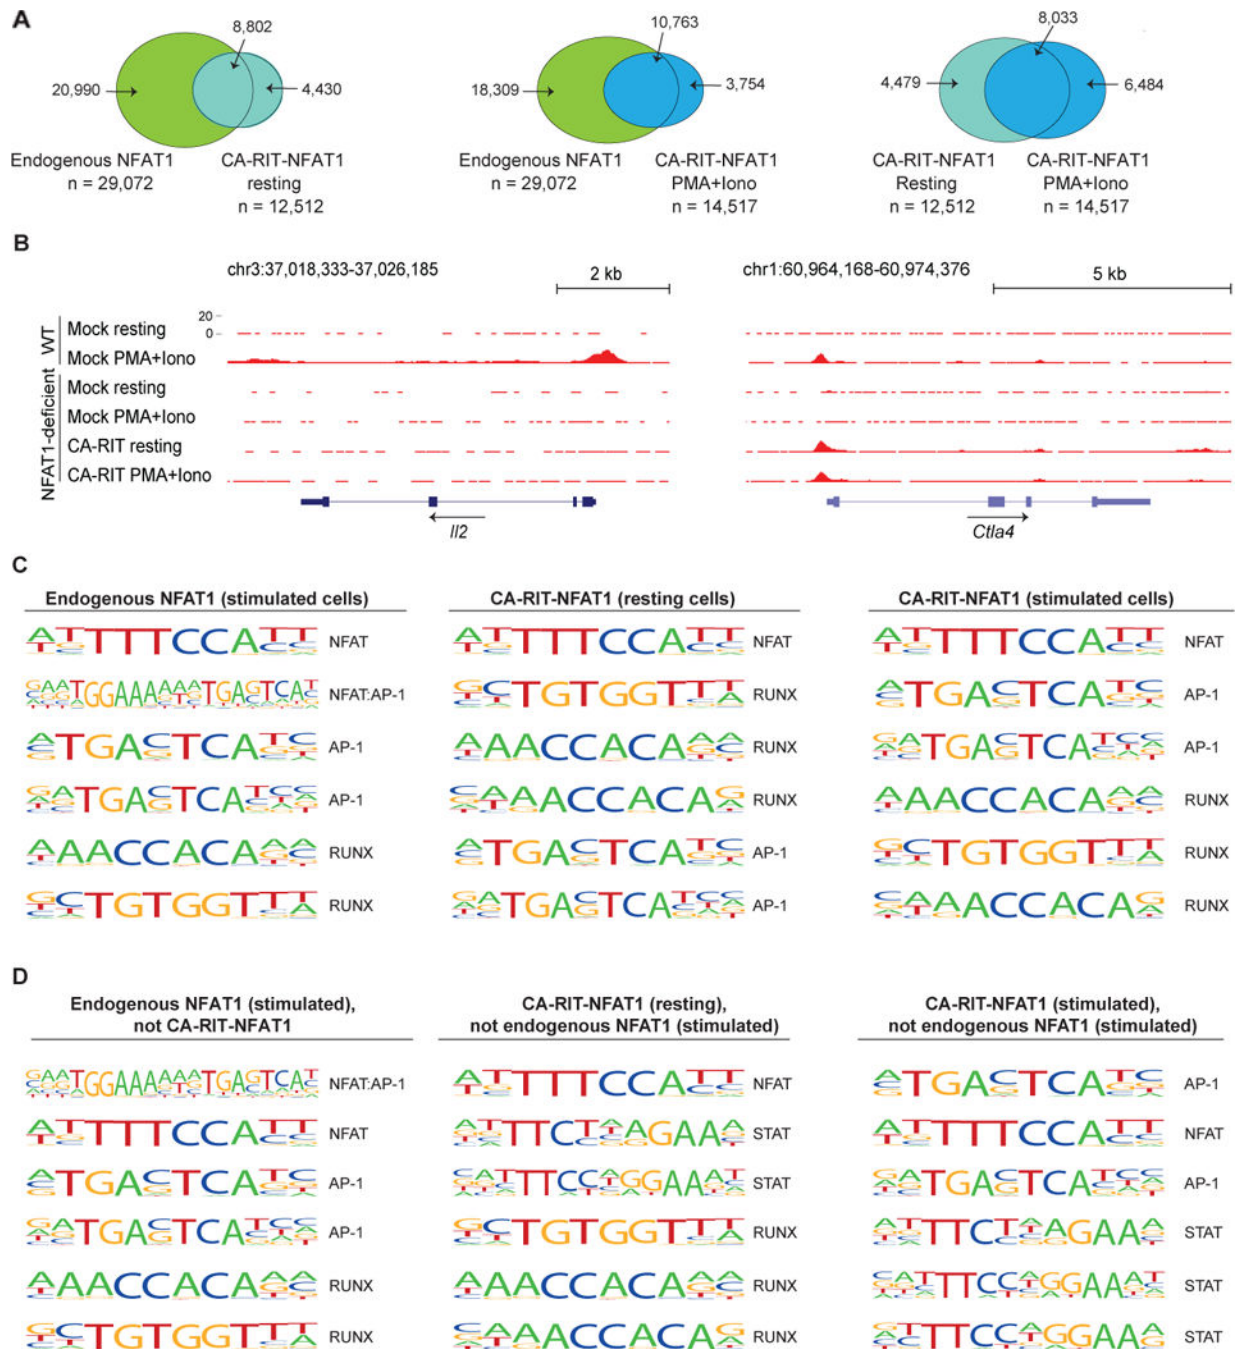 A
8,802
20,990
4,430
Endogenous NFAT1
n = 29,072
CA-RIT-NFAT1
resting
n = 12,512
10,763
18,309
3,754
Endogenous NFAT1
n = 29,072
CA-RIT-NFAT1
PMA+Iono
n = 14,517
8,033
4,479
6,484
CA-RIT-NFAT1
Resting
n = 12,512
CA-RIT-NFAT1
PMA+Iono
n = 14,517
B
chr3:37,018,333-37,026,185
2 kb
chr1:60,964,168-60,974,376
5 kb
WT
Mock resting
20
0
Mock PMA+Iono
NFAT1-deficient
Mock resting
Mock PMA+Iono
CA-RIT resting
CA-RIT PMA+Iono
Il2
Ctla4
C
Endogenous NFAT1 (stimulated cells)
NFAT
NFAT:AP-1
AP-1
AP-1
RUNX
RUNX
CA-RIT-NFAT1 (resting cells)
NFAT
RUNX
RUNX
RUNX
AP-1
AP-1
CA-RIT-NFAT1 (stimulated cells)
NFAT
AP-1
AP-1
RUNX
RUNX
RUNX
D
Endogenous NFAT1 (stimulated),
not CA-RIT-NFAT1
NFAT:AP-1
NFAT
AP-1
AP-1
RUNX
RUNX
CA-RIT-NFAT1 (resting),
not endogenous NFAT1 (stimulated)
NFAT
STAT
STAT
RUNX
RUNX
RUNX
CA-RIT-NFAT1 (stimulated),
not endogenous NFAT1 (stimulated)
AP-1
NFAT
AP-1
STAT
STAT
STAT